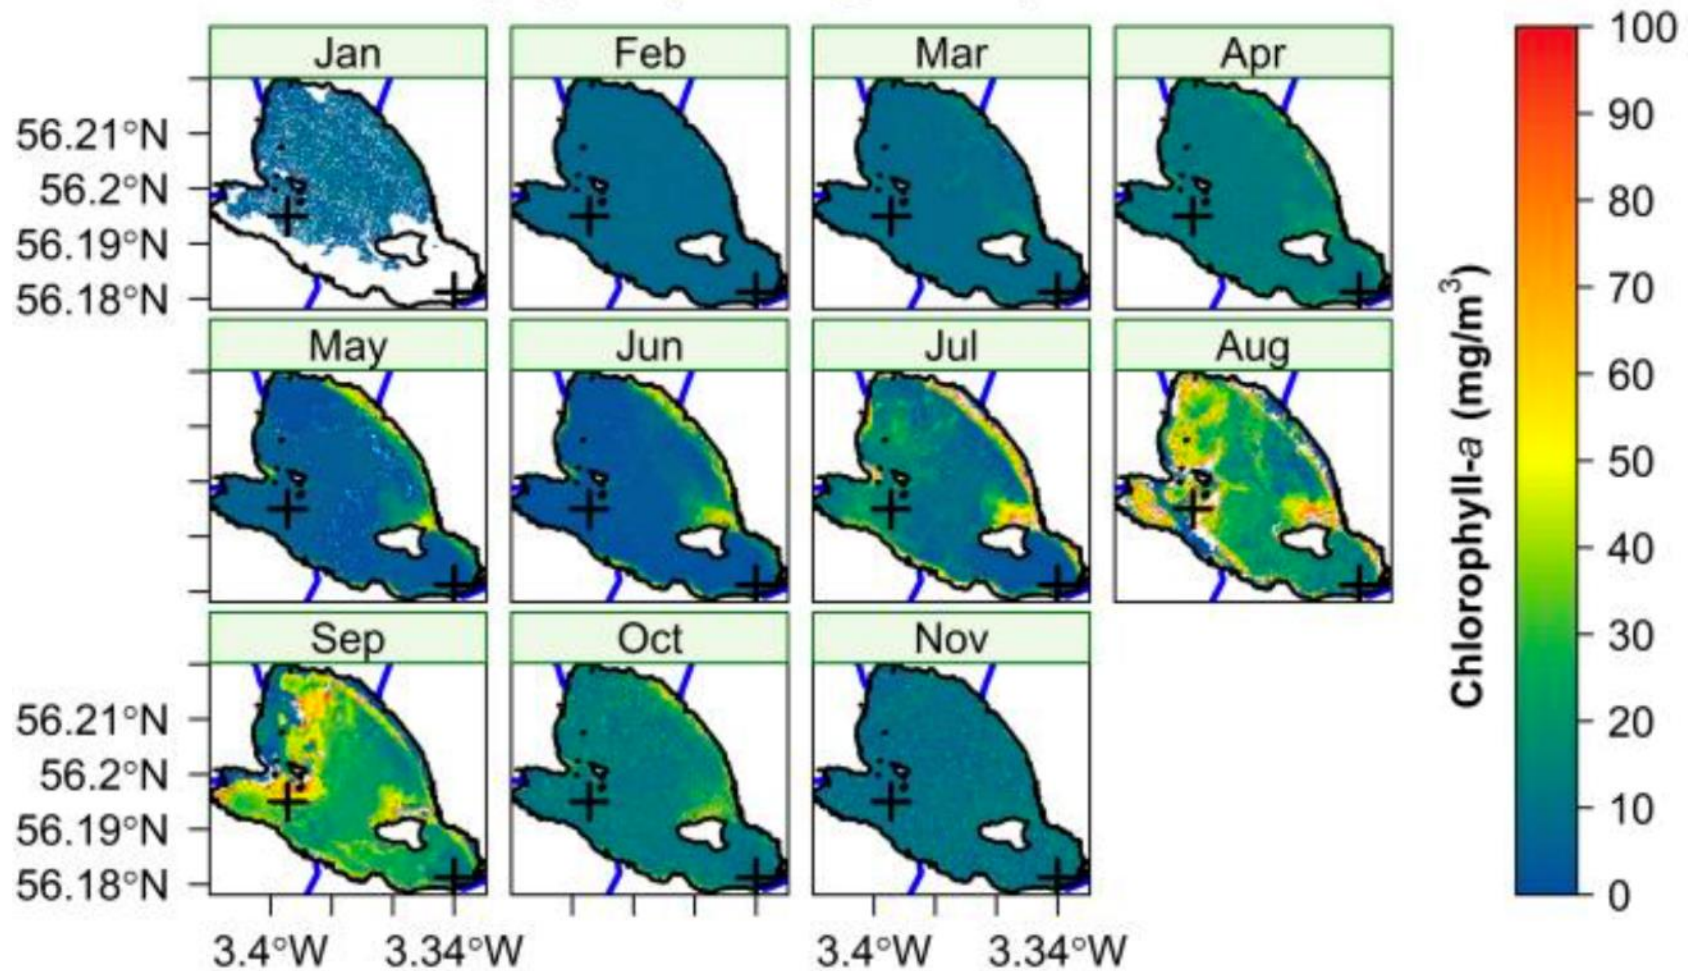 Jan Feb Mar Apr
56.21°N
56.2°N
56.19°N
56.18°N
May Jun Jul Aug
Sep Oct Nov
56.21°N
56.2°N
56.19°N
56.18°N
3.4°W 3.34°W 3.4°W 3.34°W
Chlorophyll-a (mg/m³)
100
90
80
70
60
50
40
30
20
10
0